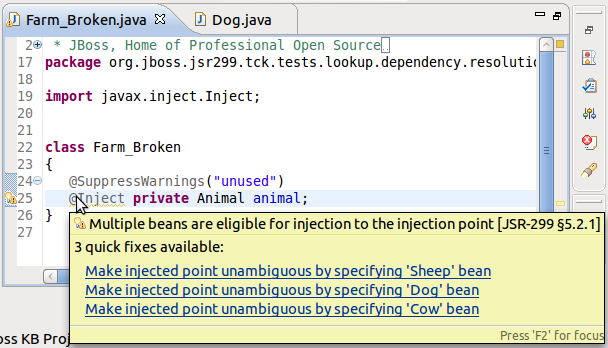 Farm_Broken.java
Dog.java
2 * JBoss, Home of Professional Open Source
17 package org.jboss.jsr299.tck.tests.lookup.dependency.resolutio
18
19 import javax.inject.Inject;
20
21
22 class Farm_Broken
23 {
24 @SuppressWarnings("unused")
25 @Inject private Animal animal;
26 }
27
Multiple beans are eligible for injection to the injection point [JSR-299 §5.2.1]
3 quick fixes available:
Make injected point unambiguous by specifying 'Sheep' bean
Make injected point unambiguous by specifying 'Dog' bean
Make injected point unambiguous by specifying 'Cow' bean
Press 'F2' for focus
oss KB Proj